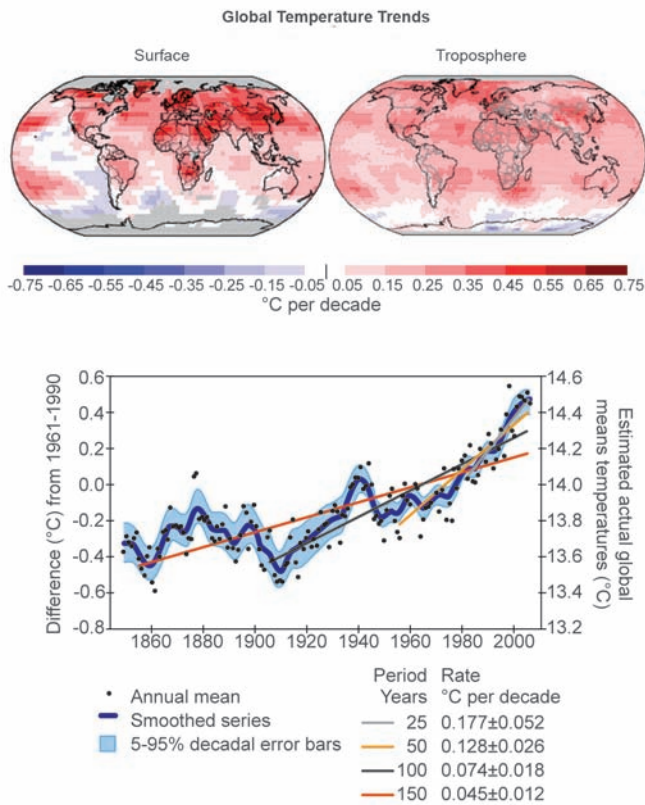 Global Temperature Trends
Surface
Troposphere
-0.75 -0.65 -0.55 -0.45 -0.35 -0.25 -0.15 -0.05 0.05 0.15 0.25 0.35 0.45 0.55 0.65 0.75
°C per decade
Difference (°C) from 1961-1990
0.6
0.4
0.2
0.0
-0.2
-0.4
-0.6
-0.8
14.6
14.4
14.2
14.0
13.8
13.6
13.4
13.2
Estimated actual global
means temperatures (°C)
1860 1880 1900 1920 1940 1960 1980 2000
Annual mean
Smoothed series
5-95% decadal error bars
Period Rate
Years °C per decade
25 0.177±0.052
50 0.128±0.026
100 0.074±0.018
150 0.045±0.012